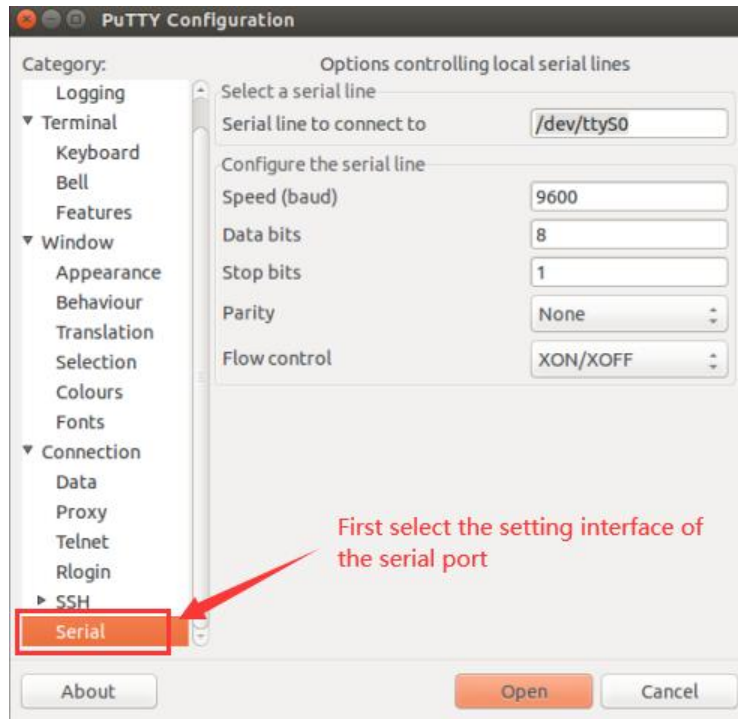 PuTTY Configuration
Category:
Options controlling local serial lines
Logging
Terminal
Keyboard
Bell
Features
Window
Appearance
Behaviour
Translation
Selection
Colours
Fonts
Connection
Data
Proxy
Telnet
Rlogin
SSH
Serial
Select a serial line
Serial line to connect to /dev/ttyS0
Configure the serial line
Speed (baud) 9600
Data bits 8
Stop bits 1
Parity None
Flow control XON/XOFF
First select the setting interface of
the serial port
About
Open
Cancel